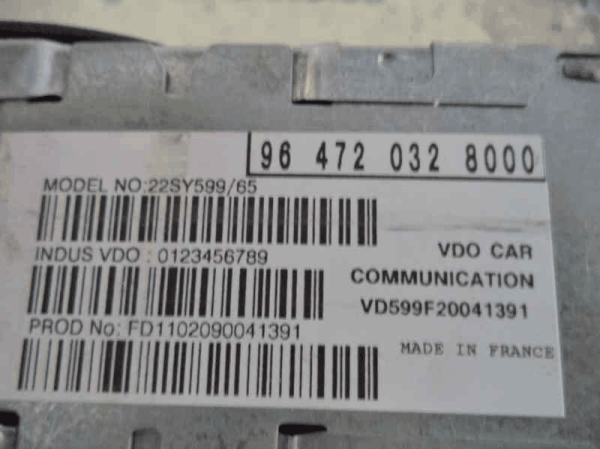 96 472 032 8000
MODEL NO:22SY599/65
INDUS VDO : 0123456789
VDO CAR
COMMUNICATION
VD599F20041391
PROD No: FD1102090041391
MADE IN FRANCE